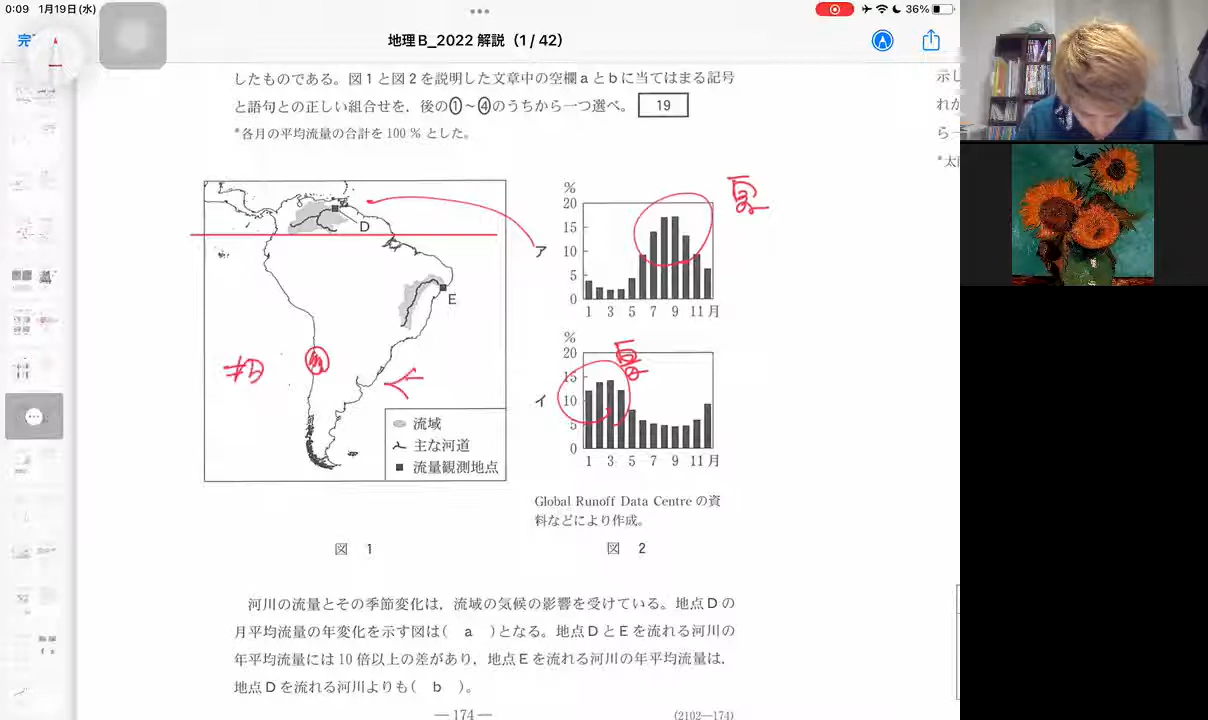 0:09 1月19日(水)
36%
完
地理B_2022 解説（1 / 42）
したものである。図1と図2を説明した文章中の空欄aとbに当てはまる記号
と語句との正しい組合せを、後の①～④のうちから一つ選べ。 19
*各月の平均流量の合計を100％とした。
示し
れか
ら一
*太
D
E
流域
主な河道
流量観測地点
図 1
ア
%
20
15
10
5
0
1 3 5 7 9 11 月
夏
イ
%
20
15
10
5
0
1 3 5 7 9 11 月
夏
Global Runoff Data Centre の資
料などにより作成。
図 2
河川の流量とその季節変化は、流域の気候の影響を受けている。地点Dの
月平均流量の年変化を示す図は( a )となる。地点DとEを流れる河川の
年平均流量には10倍以上の差があり、地点Eを流れる河川の年平均流量は、
地点Dを流れる河川よりも( b )。
—174—
(2102—174)